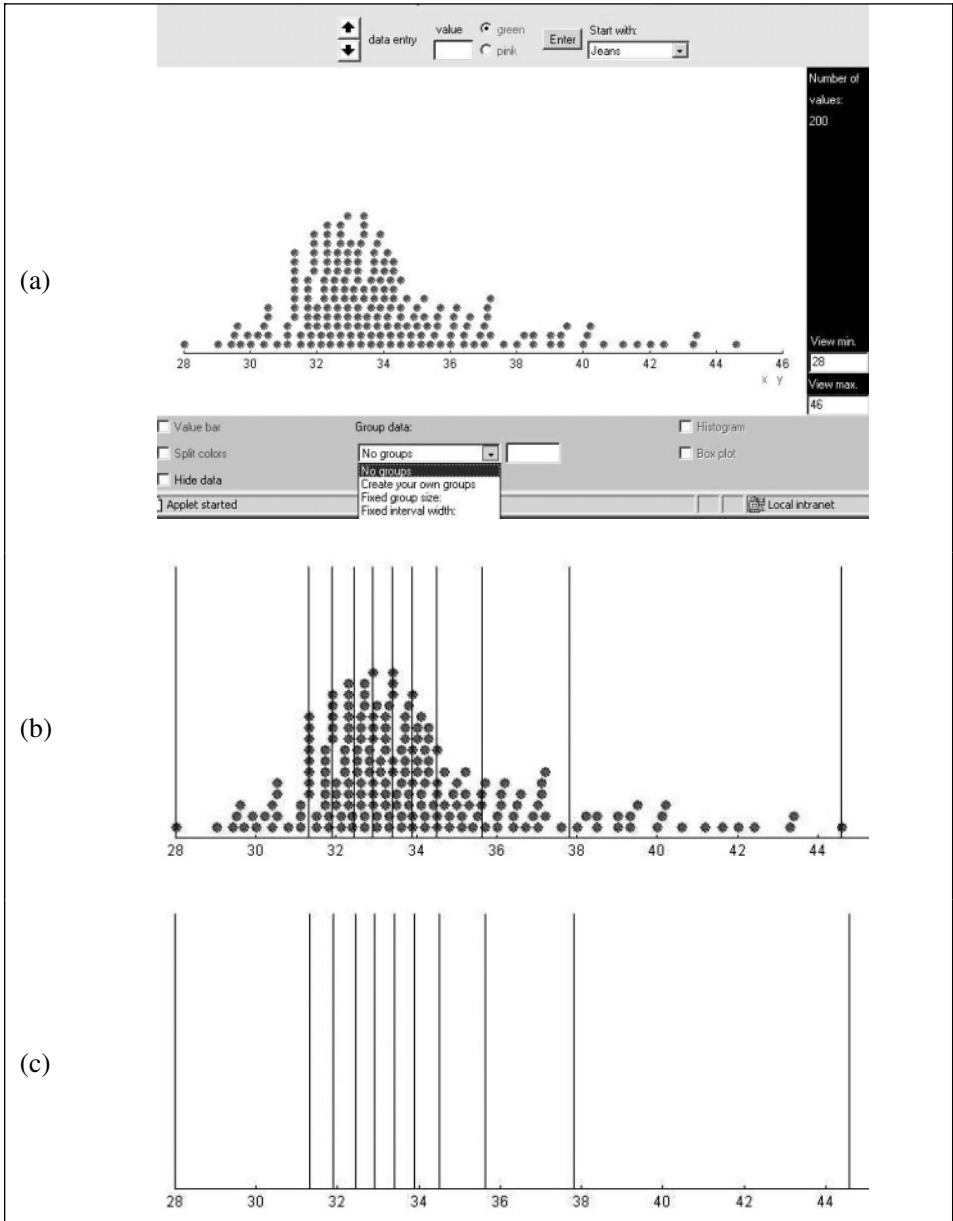 data entry value green pink Enter Start with: Jeans
Number of
values:
200
(a)
28 30 32 34 36 38 40 42 44 46
x y
View min.
28
View max.
46
Value bar Group data: Histogram
Split colors No groups Box plot
No groups
Hide data Create your own groups
Fixed group size:
Applet started Fixed interval width: Local intranet
(b)
28 30 32 34 36 38 40 42 44
(c)
28 30 32 34 36 38 40 42 44